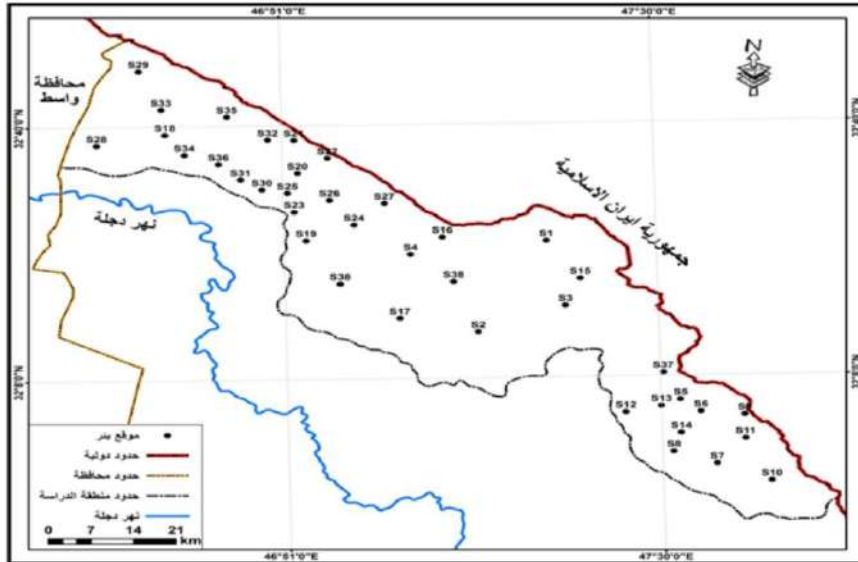 46°51'0"E
47°30'0"E
N
محافظة
واسط
S29
S33
S35
S18
S32
S28
S34
S36
S20
S31
S30
S25
S26
S27
S23
S24
S16
S1
S19
S4
S15
S38
S38
S3
S17
S2
نهر دجلة
جمهورية ايران الاسلامية
S37
S5
S13
S6
S12
S14
S11
S8
S7
S10
موقع بئر
حدود دولية
حدود محافظة
حدود منطقة الدراسة
نهر دجلة
0 7 14 21
km
46°51'0"E
47°30'0"E